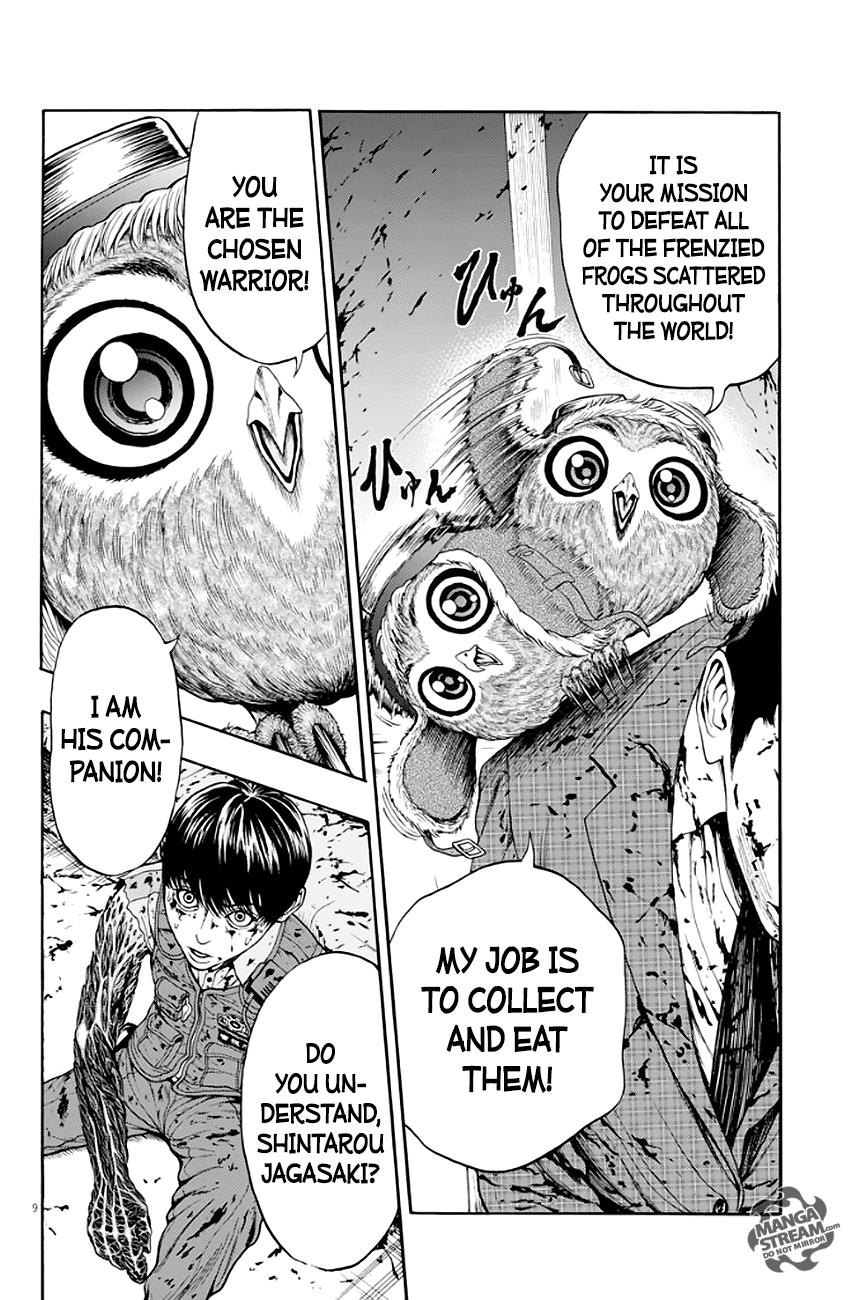 IT IS
YOUR MISSION
TO DEFEAT ALL
OF THE FRENZIED
FROGS SCATTERED
THROUGHOUT
THE WORLD!
ひゅん
ひゅん
MY JOB IS
TO COLLECT
AND EAT
THEM!
YOU
ARE THE
CHOSEN
WARRIOR!
I AM
HIS COM-
PANION!
DO
YOU UN-
DERSTAND,
SHINTAROU
JAGASAKI?
9
MANGA
STREAM.com
DO NOT MIRROR